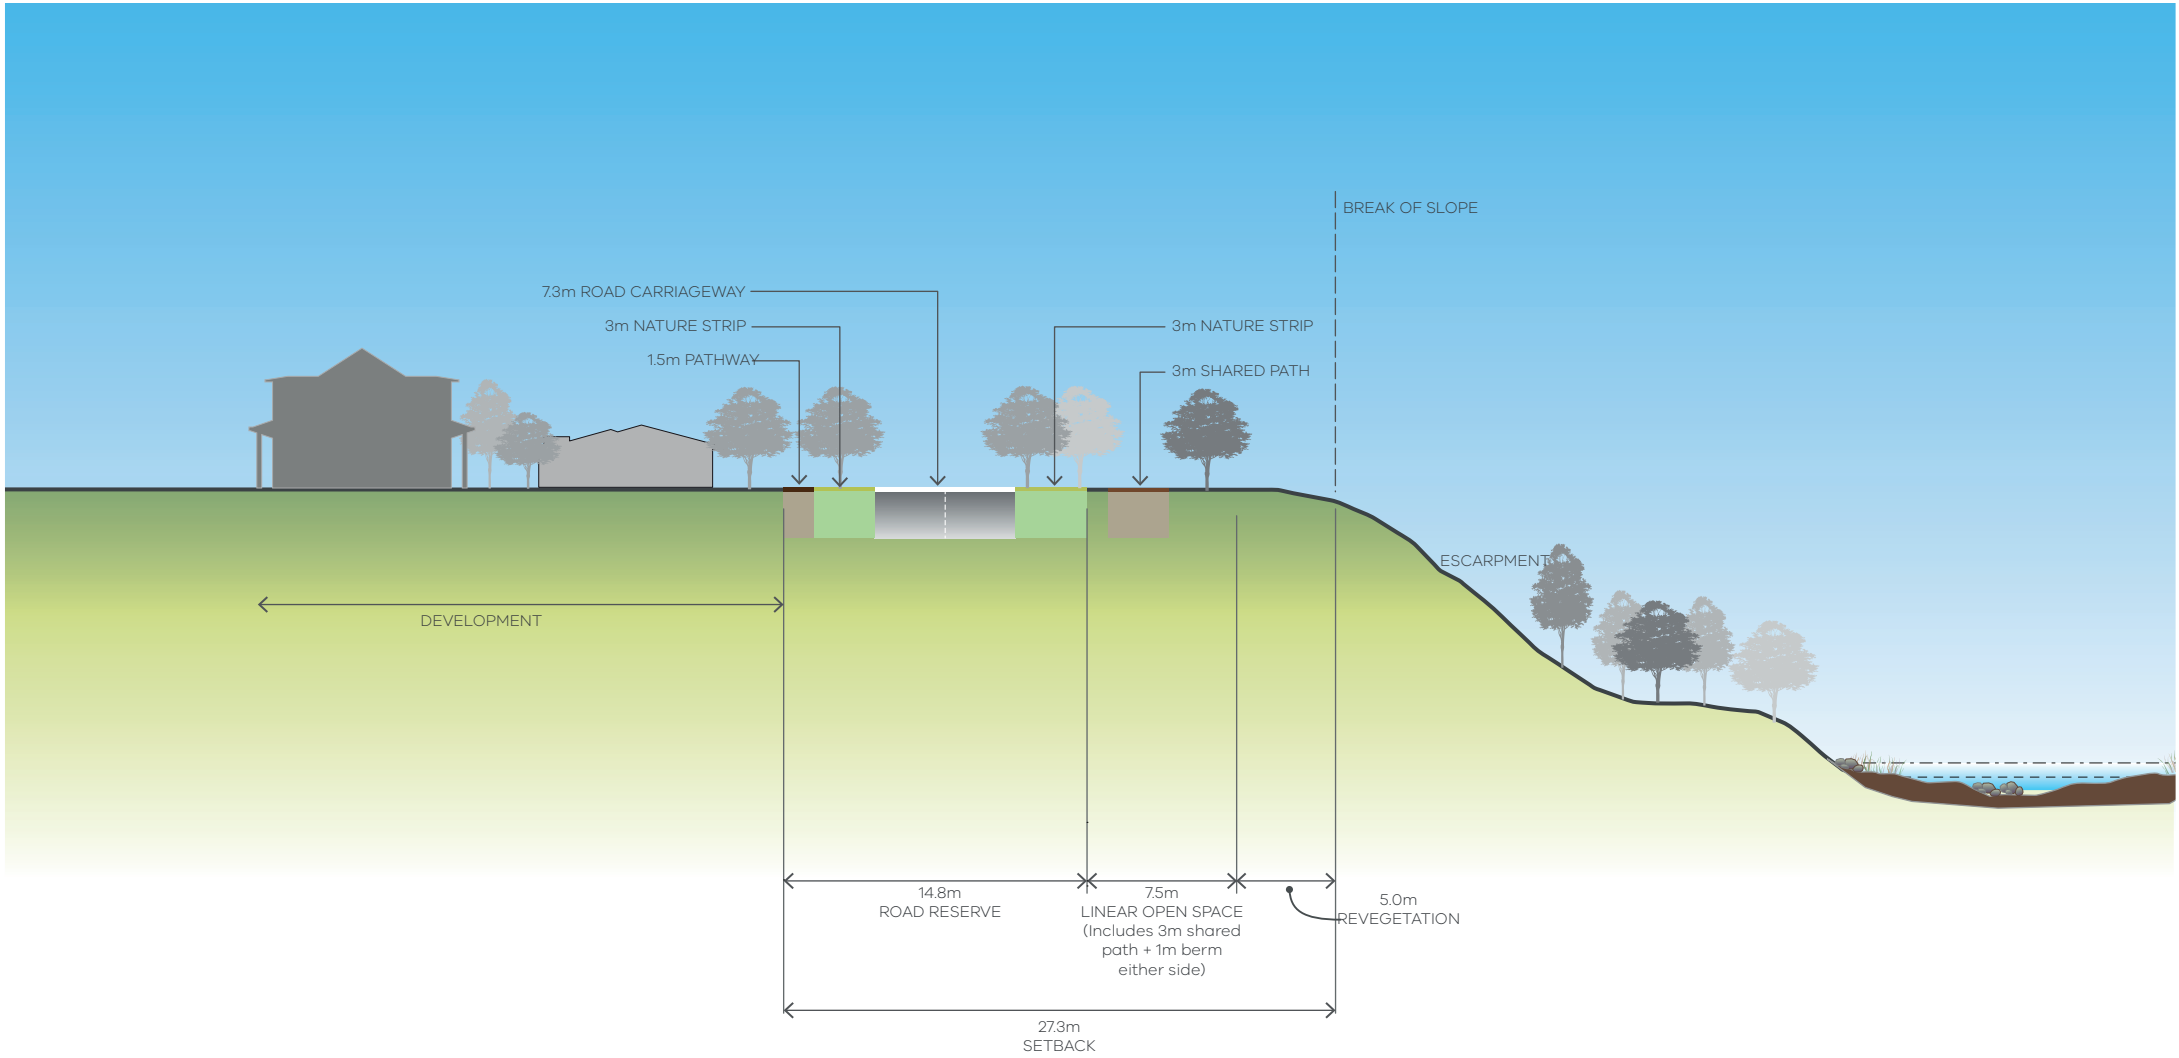 BREAK OF SLOPE
7.3m ROAD CARRIAGEWAY
3m NATURE STRIP
1.5m PATHWAY
3m NATURE STRIP
3m SHARED PATH
ESCARPMENT
DEVELOPMENT
14.8m
ROAD RESERVE
7.5m
LINEAR OPEN SPACE
(Includes 3m shared
path + 1m berm
either side)
5.0m
REVEGETATION
27.3m
SETBACK